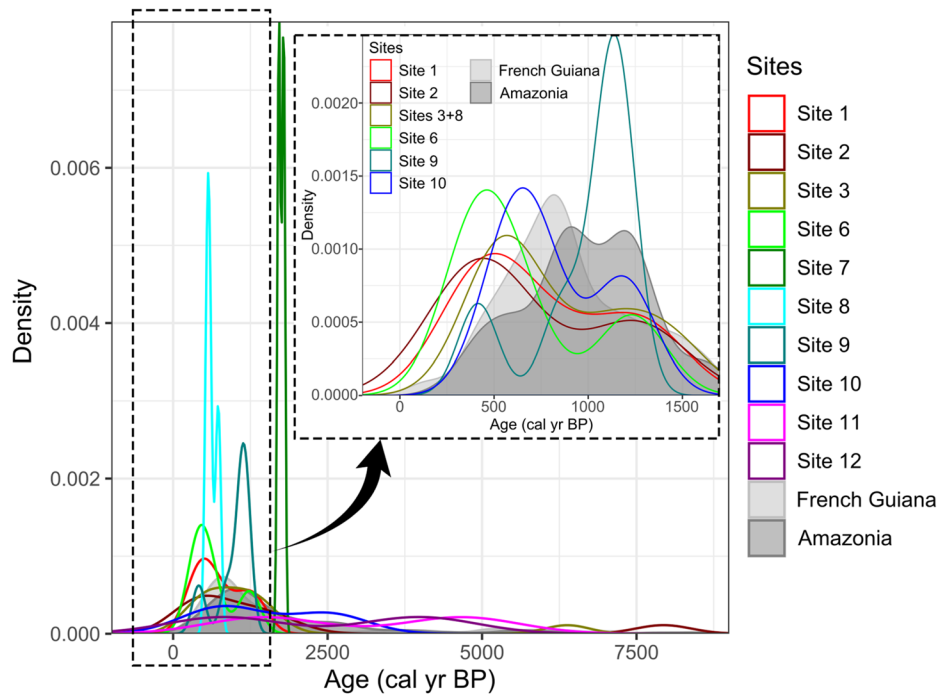 Density
0.006
0.004
0.002
0.000
0
2500
5000
7500
Age (cal yr BP)
Sites
Site 1
Site 2
Sites 3+8
Site 6
Site 9
Site 10
French Guiana
Amazonia
Density
0.0020
0.0015
0.0010
0.0005
0.0000
0
500
1000
1500
Age (cal yr BP)
Sites
Site 1
Site 2
Site 3
Site 6
Site 7
Site 8
Site 9
Site 10
Site 11
Site 12
French Guiana
Amazonia